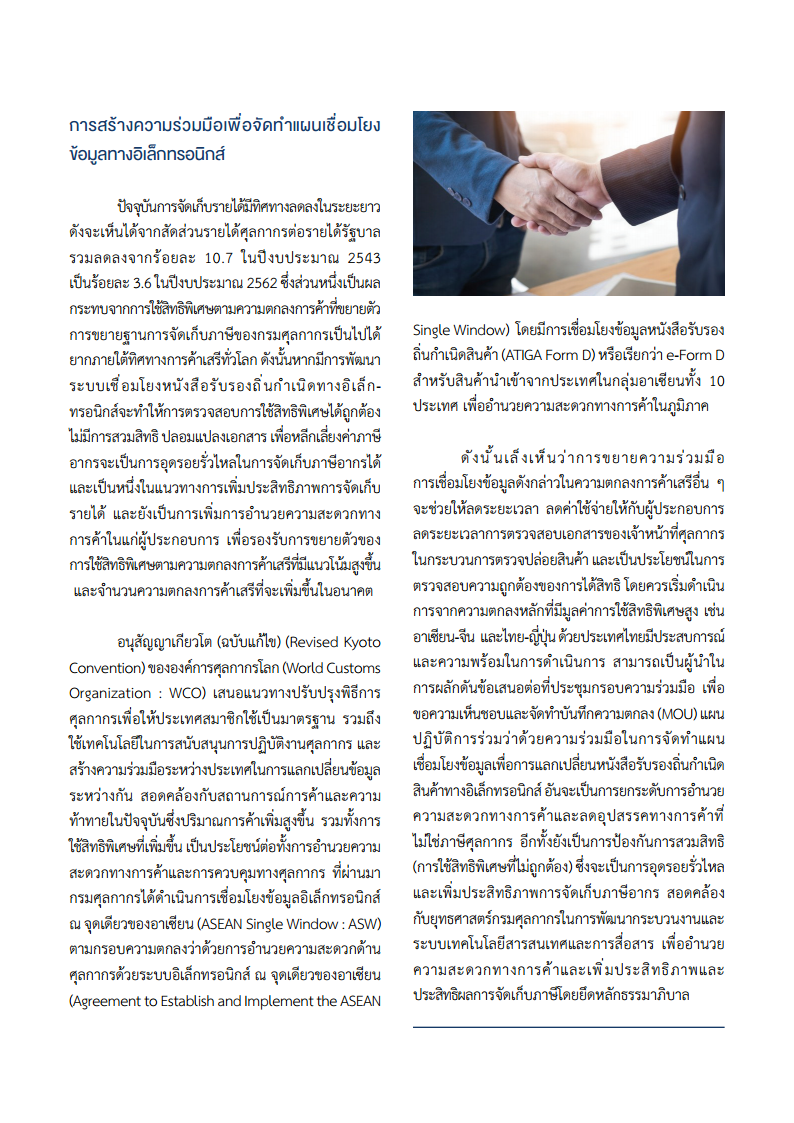 การสร้างความร่วมมือเพื่อจัดทำแผนเชื่อมโยง
ข้อมูลทางอิเล็กทรอนิกส์
ปัจจุบันการจัดเก็บรายได้มีทิศทางลดลงในระยะยาว
ดังจะเห็นได้จากสัดส่วนรายได้ศุลกากรต่อรายได้รัฐบาล
รวมลดลงจากร้อยละ 10.7 ในปีงบประมาณ 2543
เป็นร้อยละ 3.6 ในปีงบประมาณ 2562 ซึ่งส่วนหนึ่งเป็นผล
กระทบจากการใช้สิทธิพิเศษตามความตกลงการค้าที่ขยายตัว
การขยายฐานการจัดเก็บภาษีของกรมศุลกากรเป็นไปได้
ยากภายใต้ทิศทางการค้าเสรีทั่วโลก ดังนั้นหากมีการพัฒนา
ระบบเชื่อมโยงหนังสือรับรองถิ่นกำเนิดทางอิเล็ก-
ทรอนิกส์จะทำให้การตรวจสอบการใช้สิทธิพิเศษได้ถูกต้อง
ไม่มีการสวมสิทธิ ปลอมแปลงเอกสาร เพื่อหลีกเลี่ยงค่าภาษี
อากรจะเป็นการอุดรอยรั่วไหลในการจัดเก็บภาษีอากรได้
และเป็นหนึ่งในแนวทางการเพิ่มประสิทธิภาพการจัดเก็บ
รายได้ และยังเป็นการเพิ่มการอำนวยความสะดวกทาง
การค้าในแก่ผู้ประกอบการ เพื่อรองรับการขยายตัวของ
การใช้สิทธิพิเศษตามความตกลงการค้าเสรีที่มีแนวโน้มสูงขึ้น
และจำนวนความตกลงการค้าเสรีที่จะเพิ่มขึ้นในอนาคต
อนุสัญญาเกียวโต (ฉบับแก้ไข) (Revised Kyoto
Convention) ขององค์การศุลกากรโลก (World Customs
Organization : WCO) เสนอแนวทางปรับปรุงพิธีการ
ศุลกากรเพื่อให้ประเทศสมาชิกใช้เป็นมาตรฐาน รวมถึง
ใช้เทคโนโลยีในการสนับสนุนการปฏิบัติงานศุลกากร และ
สร้างความร่วมมือระหว่างประเทศในการแลกเปลี่ยนข้อมูล
ระหว่างกัน สอดคล้องกับสถานการณ์การค้าและความ
ท้าทายในปัจจุบันซึ่งปริมาณการค้าเพิ่มสูงขึ้น รวมทั้งการ
ใช้สิทธิพิเศษที่เพิ่มขึ้น เป็นประโยชน์ต่อทั้งการอำนวยความ
สะดวกทางการค้าและการควบคุมทางศุลกากร ที่ผ่านมา
กรมศุลกากรได้ดำเนินการเชื่อมโยงข้อมูลอิเล็กทรอนิกส์
ณ จุดเดียวของอาเซียน (ASEAN Single Window : ASW)
ตามกรอบความตกลงว่าด้วยการอำนวยความสะดวกด้าน
ศุลกากรด้วยระบบอิเล็กทรอนิกส์ ณ จุดเดียวของอาเซียน
(Agreement to Establish and Implement the ASEAN
Single Window) โดยมีการเชื่อมโยงข้อมูลหนังสือรับรอง
ถิ่นกำเนิดสินค้า (ATIGA Form D) หรือเรียกว่า e-Form D
สำหรับสินค้านำเข้าจากประเทศในกลุ่มอาเซียนทั้ง 10
ประเทศ เพื่ออำนวยความสะดวกทางการค้าในภูมิภาค
ดังนั้นเล็งเห็นว่าการขยายความร่วมมือ
การเชื่อมโยงข้อมูลดังกล่าวในความตกลงการค้าเสรีอื่น ๆ
จะช่วยให้ลดระยะเวลา ลดค่าใช้จ่ายให้กับผู้ประกอบการ
ลดระยะเวลาการตรวจสอบเอกสารของเจ้าหน้าที่ศุลกากร
ในกระบวนการตรวจปล่อยสินค้า และเป็นประโยชน์ในการ
ตรวจสอบความถูกต้องของการได้สิทธิ โดยควรเริ่มดำเนิน
การจากความตกลงหลักที่มีมูลค่าการใช้สิทธิพิเศษสูง เช่น
อาเซียน-จีน และไทย-ญี่ปุ่น ด้วยประเทศไทยมีประสบการณ์
และความพร้อมในการดำเนินการ สามารถเป็นผู้นำใน
การผลักดันข้อเสนอต่อที่ประชุมกรอบความร่วมมือ เพื่อ
ขอความเห็นชอบและจัดทำบันทึกความตกลง (MOU) แผน
ปฏิบัติการร่วมว่าด้วยความร่วมมือในการจัดทำแผน
เชื่อมโยงข้อมูลเพื่อการแลกเปลี่ยนหนังสือรับรองถิ่นกำเนิด
สินค้าทางอิเล็กทรอนิกส์ อันจะเป็นการยกระดับการอำนวย
ความสะดวกทางการค้าและลดอุปสรรคทางการค้าที่
ไม่ใช่ภาษีศุลกากร อีกทั้งยังเป็นการป้องกันการสวมสิทธิ
(การใช้สิทธิพิเศษที่ไม่ถูกต้อง) ซึ่งจะเป็นการอุดรอยรั่วไหล
และเพิ่มประสิทธิภาพการจัดเก็บภาษีอากร สอดคล้อง
กับยุทธศาสตร์กรมศุลกากรในการพัฒนากระบวนงานและ
ระบบเทคโนโลยีสารสนเทศและการสื่อสาร เพื่ออำนวย
ความสะดวกทางการค้าและเพิ่มประสิทธิภาพและ
ประสิทธิผลการจัดเก็บภาษีโดยยึดหลักธรรมาภิบาล